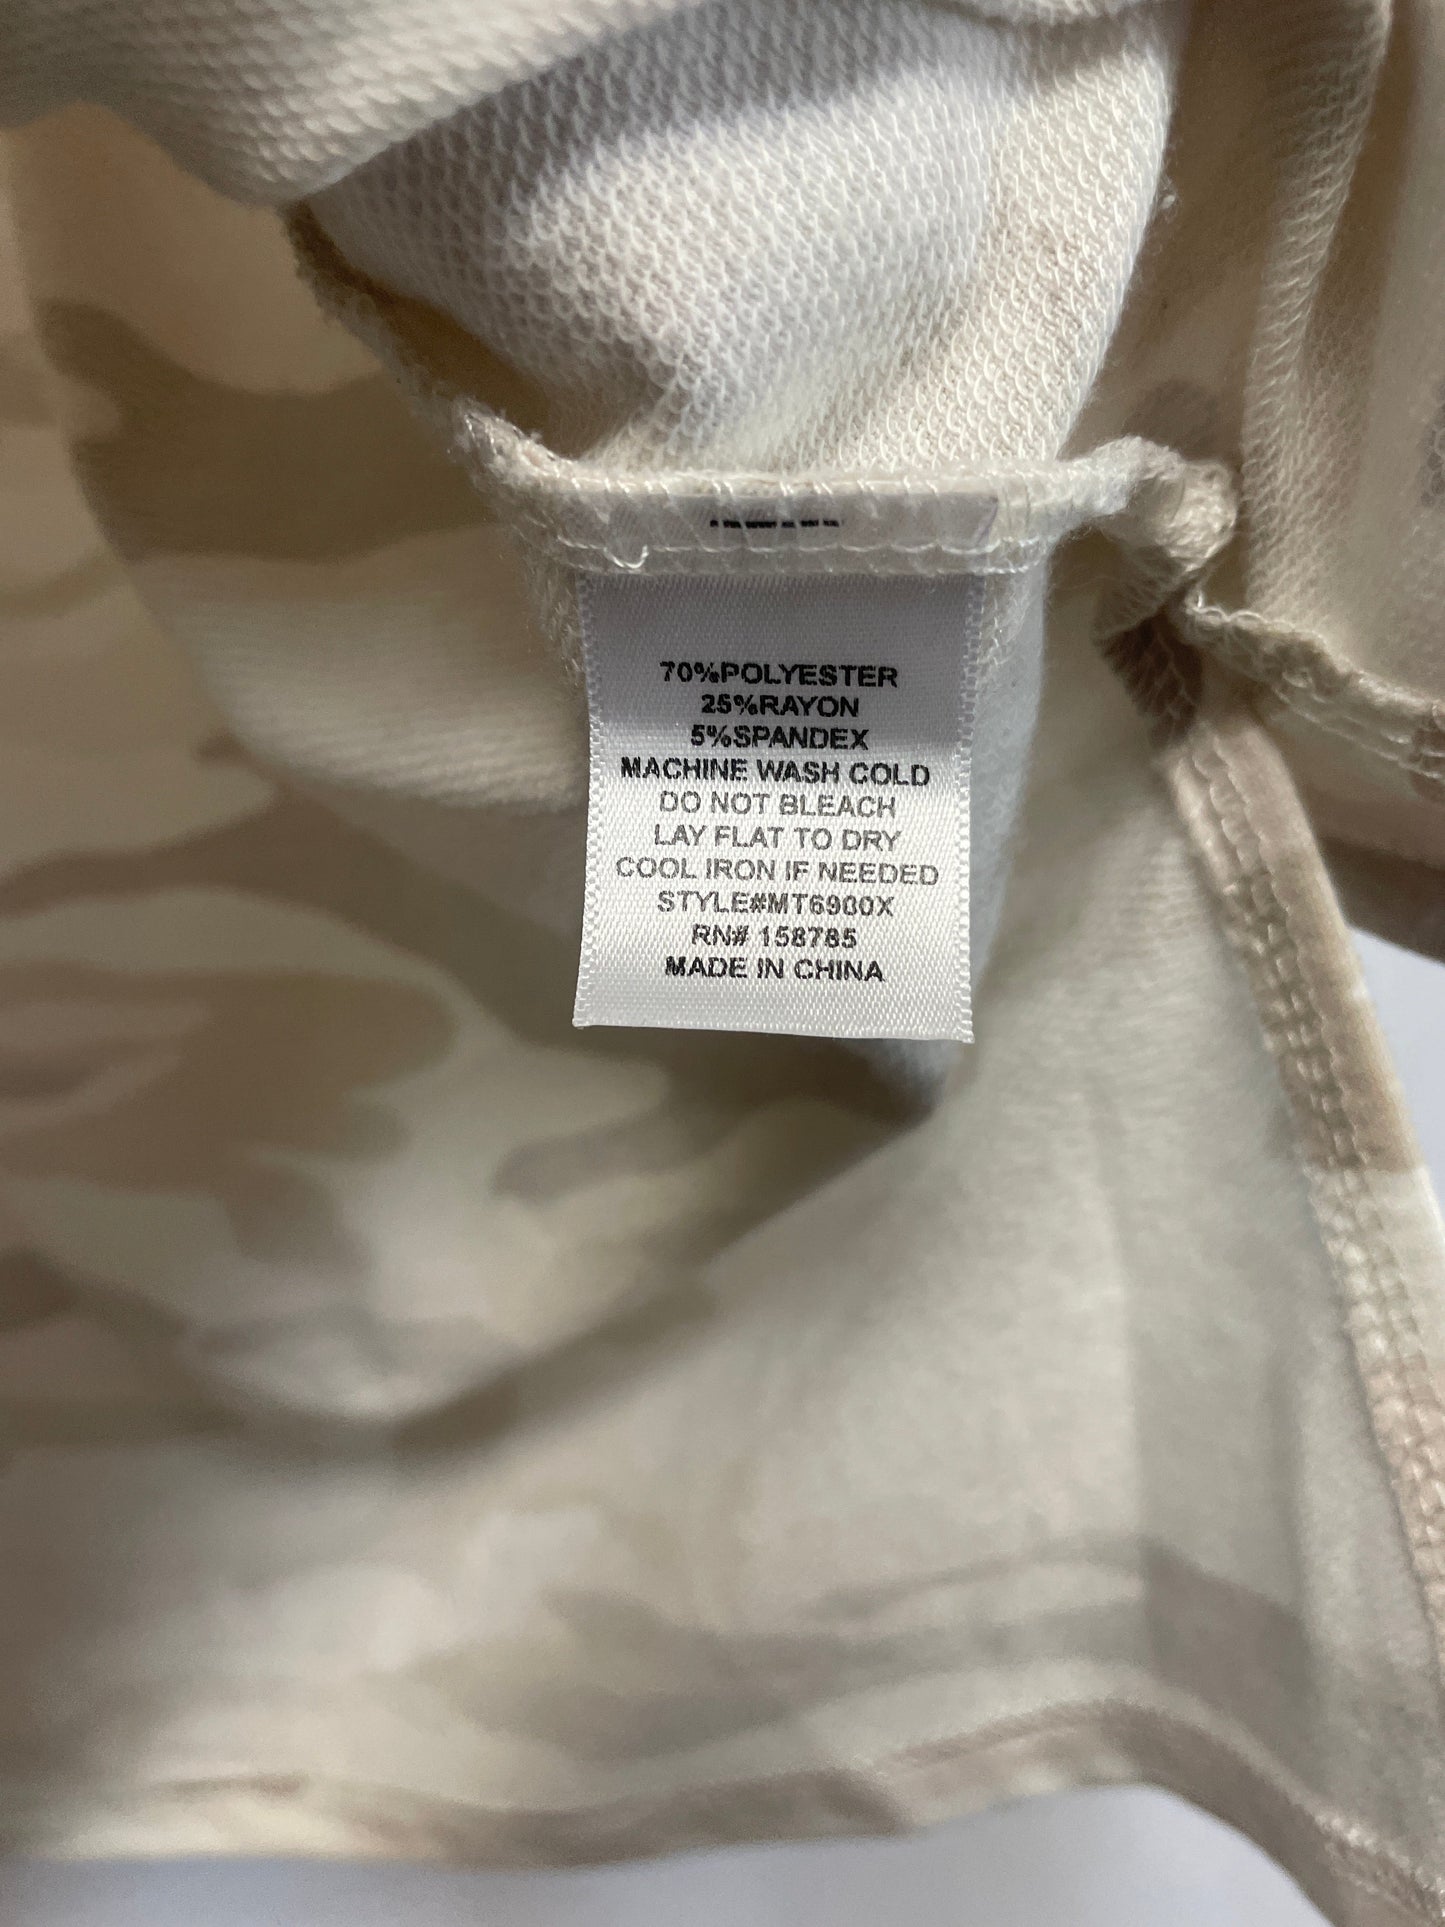 70%POLYESTER
25%RAYON
5%SPANDEX
MACHINE WASH COLD
DO NOT BLEACH
LAY FLAT TO DRY
COOL IRON IF NEEDED
STYLE#MT6900X
RN# 158785
MADE IN CHINA